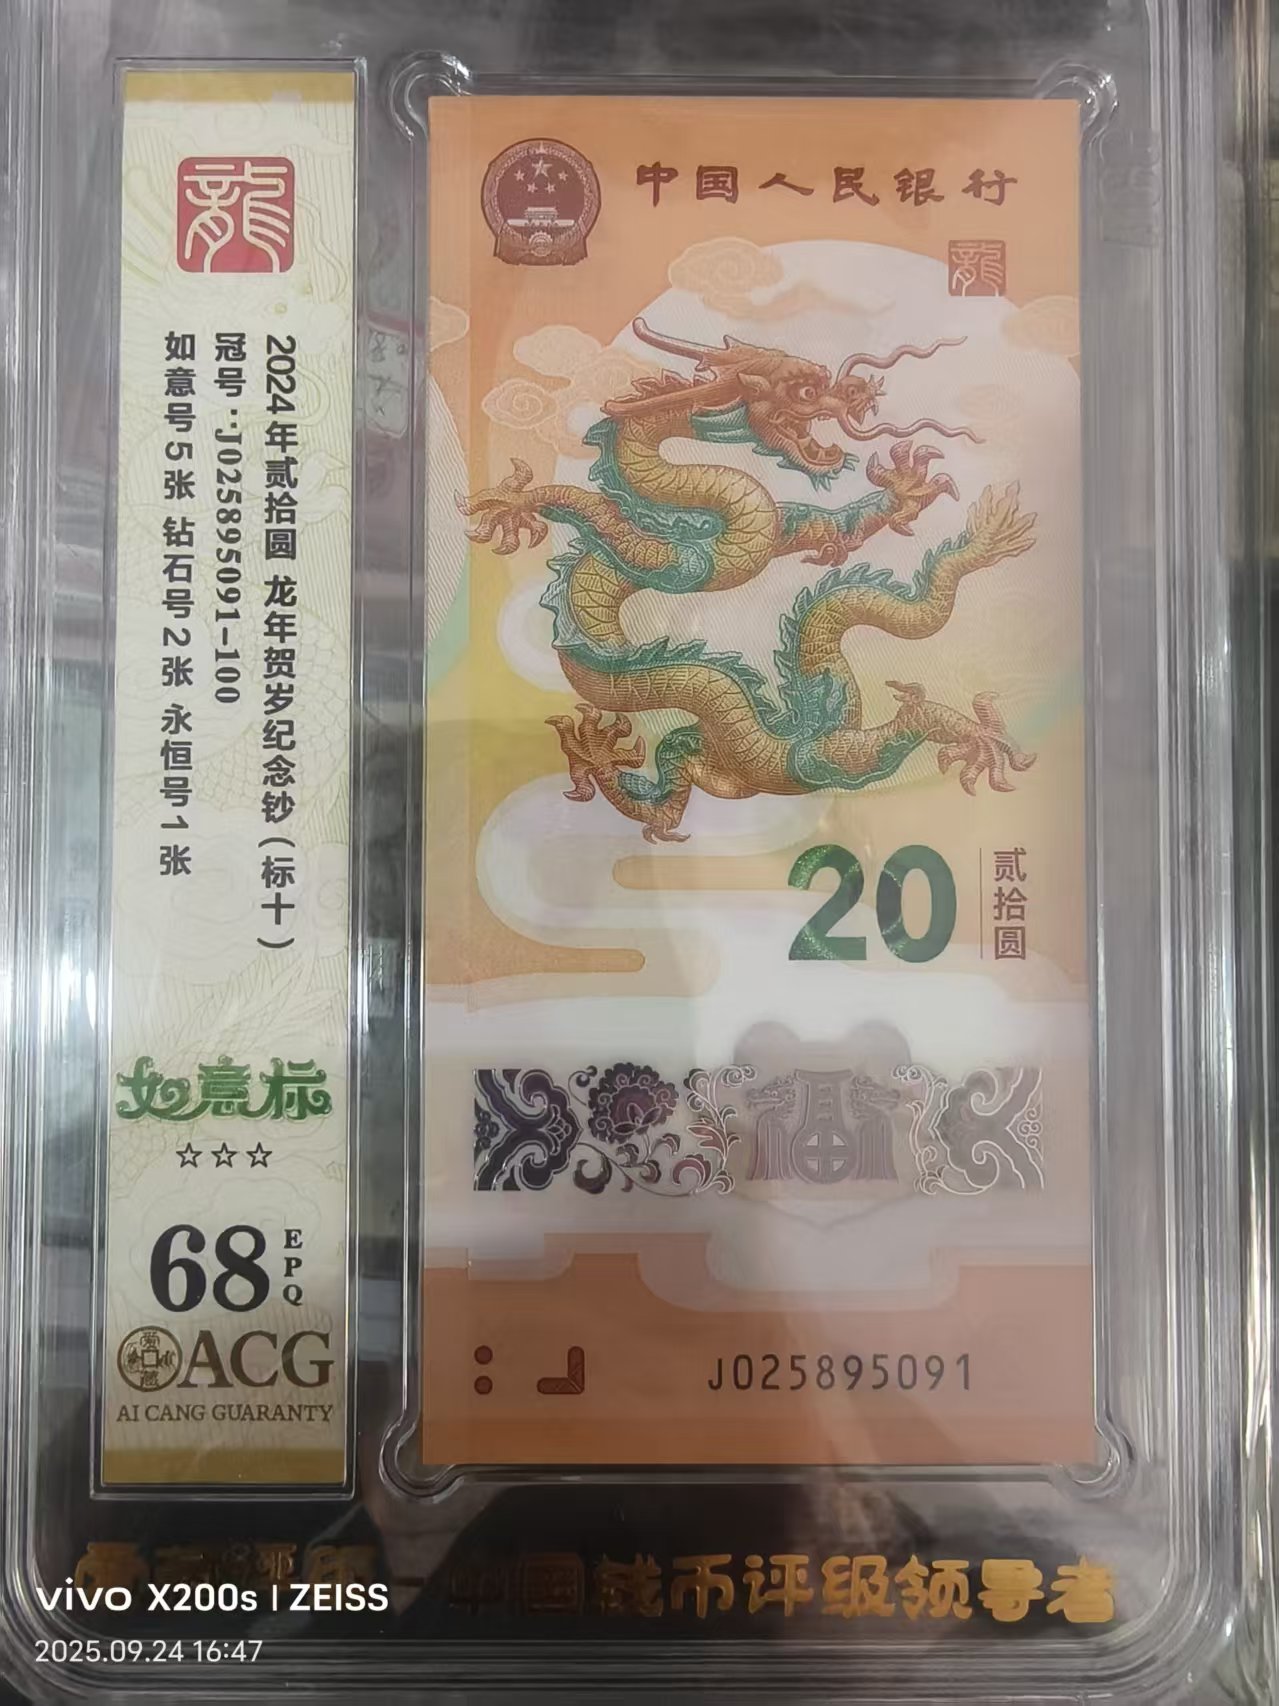 龍
2024年贰拾圆 龙年贺岁纪念钞（标十）
冠号：J025895091-100
如意号5张 钻石号2张 永恒号1张
如意标
☆☆☆
68
EPQ
ACG
AI CANG GUARANTY
中国人民银行
龍
20
贰拾圆
福
J025895091
中国钱币评级领导者
vivo X200s | ZEISS
2025.09.24 16:47